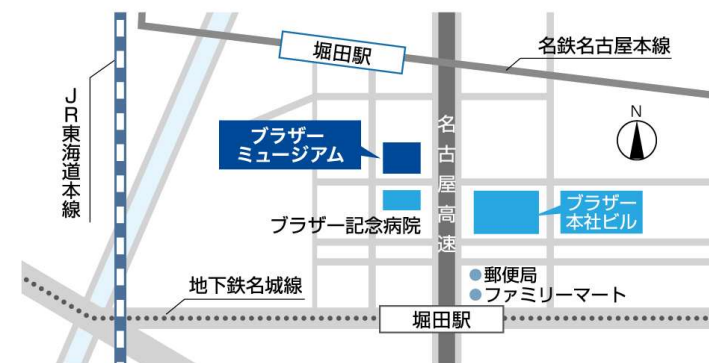 堀田駅
名鉄名古屋本線
JR東海道本線
ブラザー
ミュージアム
名古屋高速
N
ブラザー記念病院
ブラザー
本社ビル
郵便局
ファミリーマート
地下鉄名城線
堀田駅